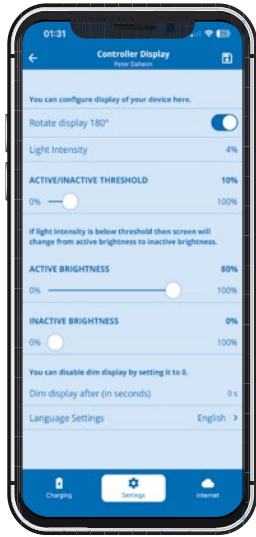 01:31
Controller Display
Peter Daheim
You can configure display of your device here.
Rotate display 180°
Light Intensity 4%
ACTIVE/INACTIVE THRESHOLD 10%
0% 100%
If light intensity is below threshold then screen will
change from active brightness to inactive brightness.
ACTIVE BRIGHTNESS 80%
0% 100%
INACTIVE BRIGHTNESS 0%
0% 100%
You can disable dim display by setting it to 0.
Dim display after (in seconds) 0 s
Language Settings English >
Charging Settings Internet